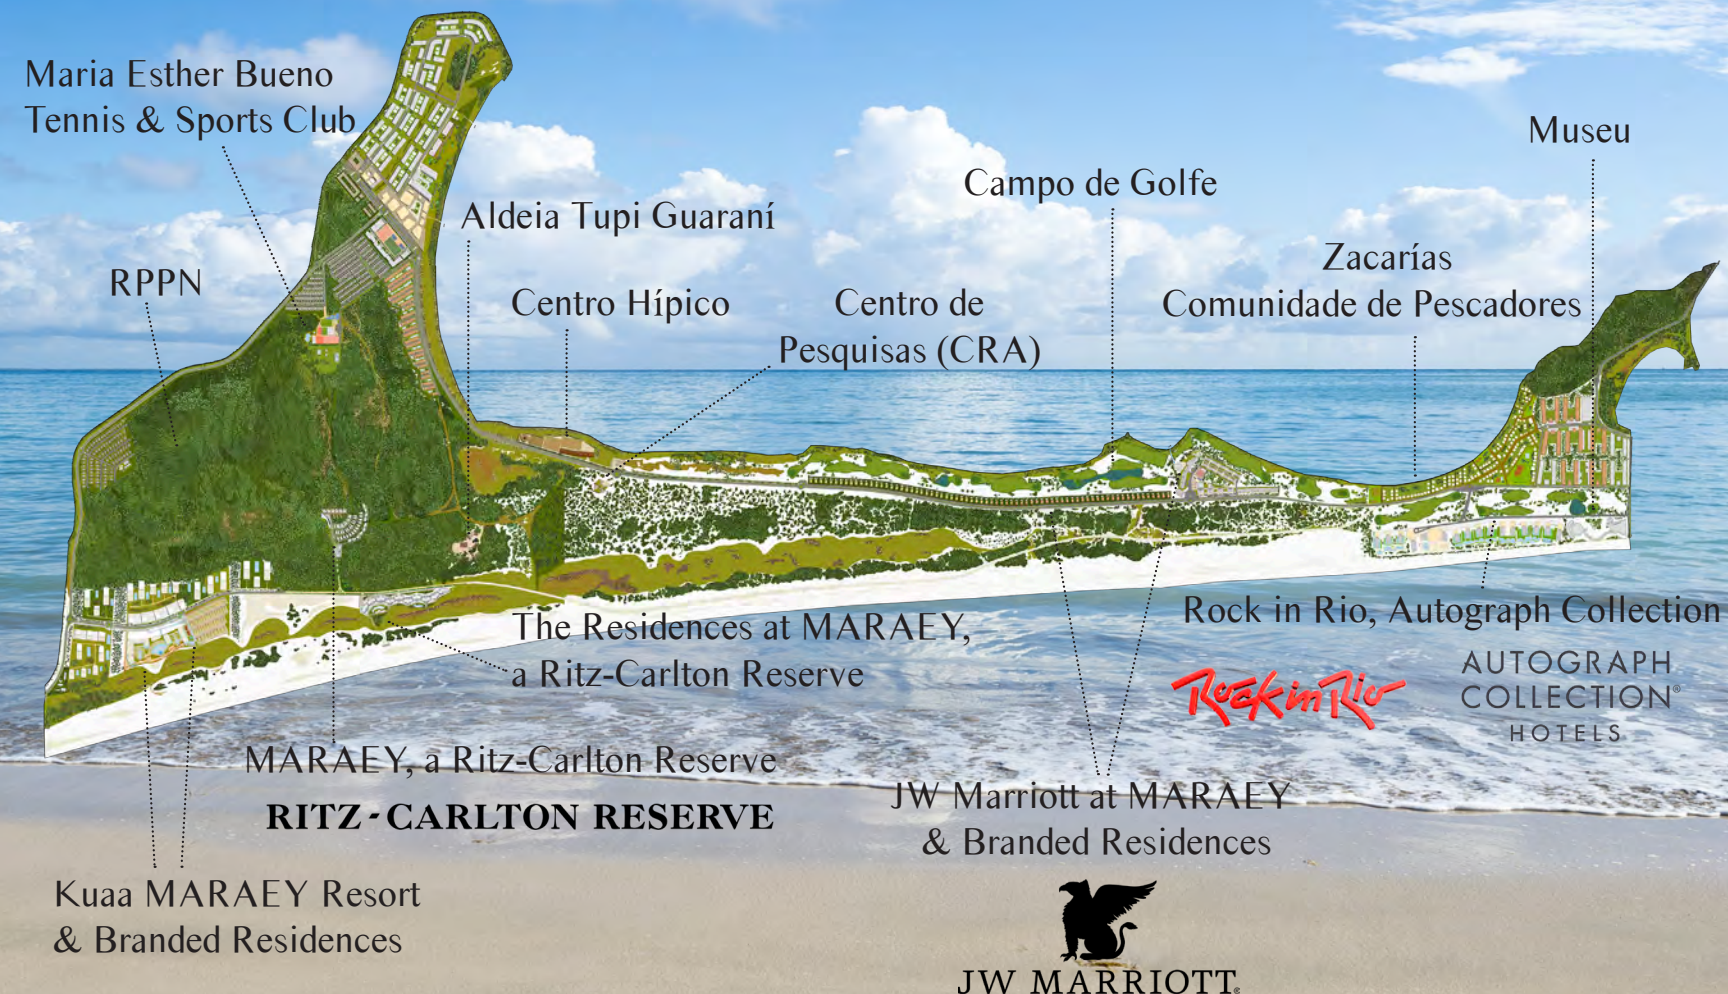 Maria Esther Bueno
Tennis & Sports Club
Museu
Campo de Golfe
Aldeia Tupi Guaraní
Zacarías
Comunidade de Pescadores
RPPN
Centro Hípico
Centro de
Pesquisas (CRA)
The Residences at MARAEY,
a Ritz-Carlton Reserve
Rock in Rio, Autograph Collection
Rock in Rio
AUTOGRAPH
COLLECTION®
HOTELS
MARAEY, a Ritz-Carlton Reserve
RITZ-CARLTON RESERVE
JW Marriott at MARAEY
& Branded Residences
Kuaa MARAEY Resort
& Branded Residences
JW MARRIOTT®